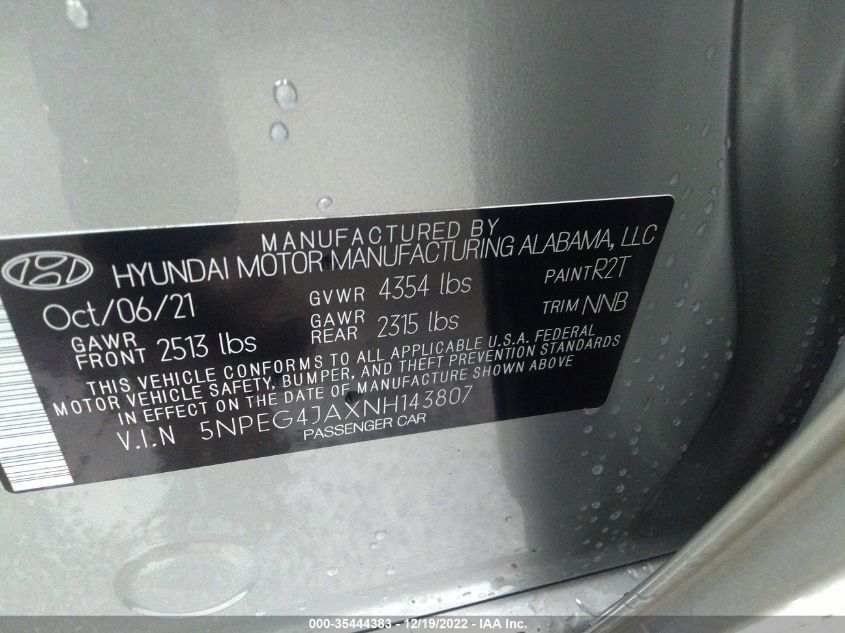 MANUFACTURED BY
HYUNDAI MOTOR MANUFACTURING ALABAMA, LLC
Oct/06/21 GVWR 4354 lbs PAINT R2T
GAWR FRONT 2513 lbs GAWR REAR 2315 lbs TRIM NNB
THIS VEHICLE CONFORMS TO ALL APPLICABLE U.S.A. FEDERAL
MOTOR VEHICLE SAFETY, BUMPER, AND THEFT PREVENTION STANDARDS
IN EFFECT ON THE DATE OF MANUFACTURE SHOWN ABOVE
V.I.N 5NPEG4JAXNH143807
PASSENGER CAR
000-35444383 - 12/19/2022 - IAA Inc.